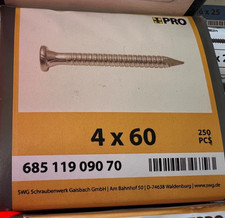 PRO
4 x 60
250
PCS
685 119 090 70
SWG Schraubenwerk Gaisbach GmbH | Am Bahnhof 50 | D-74638 Waldenburg | www.swg.de
PRO